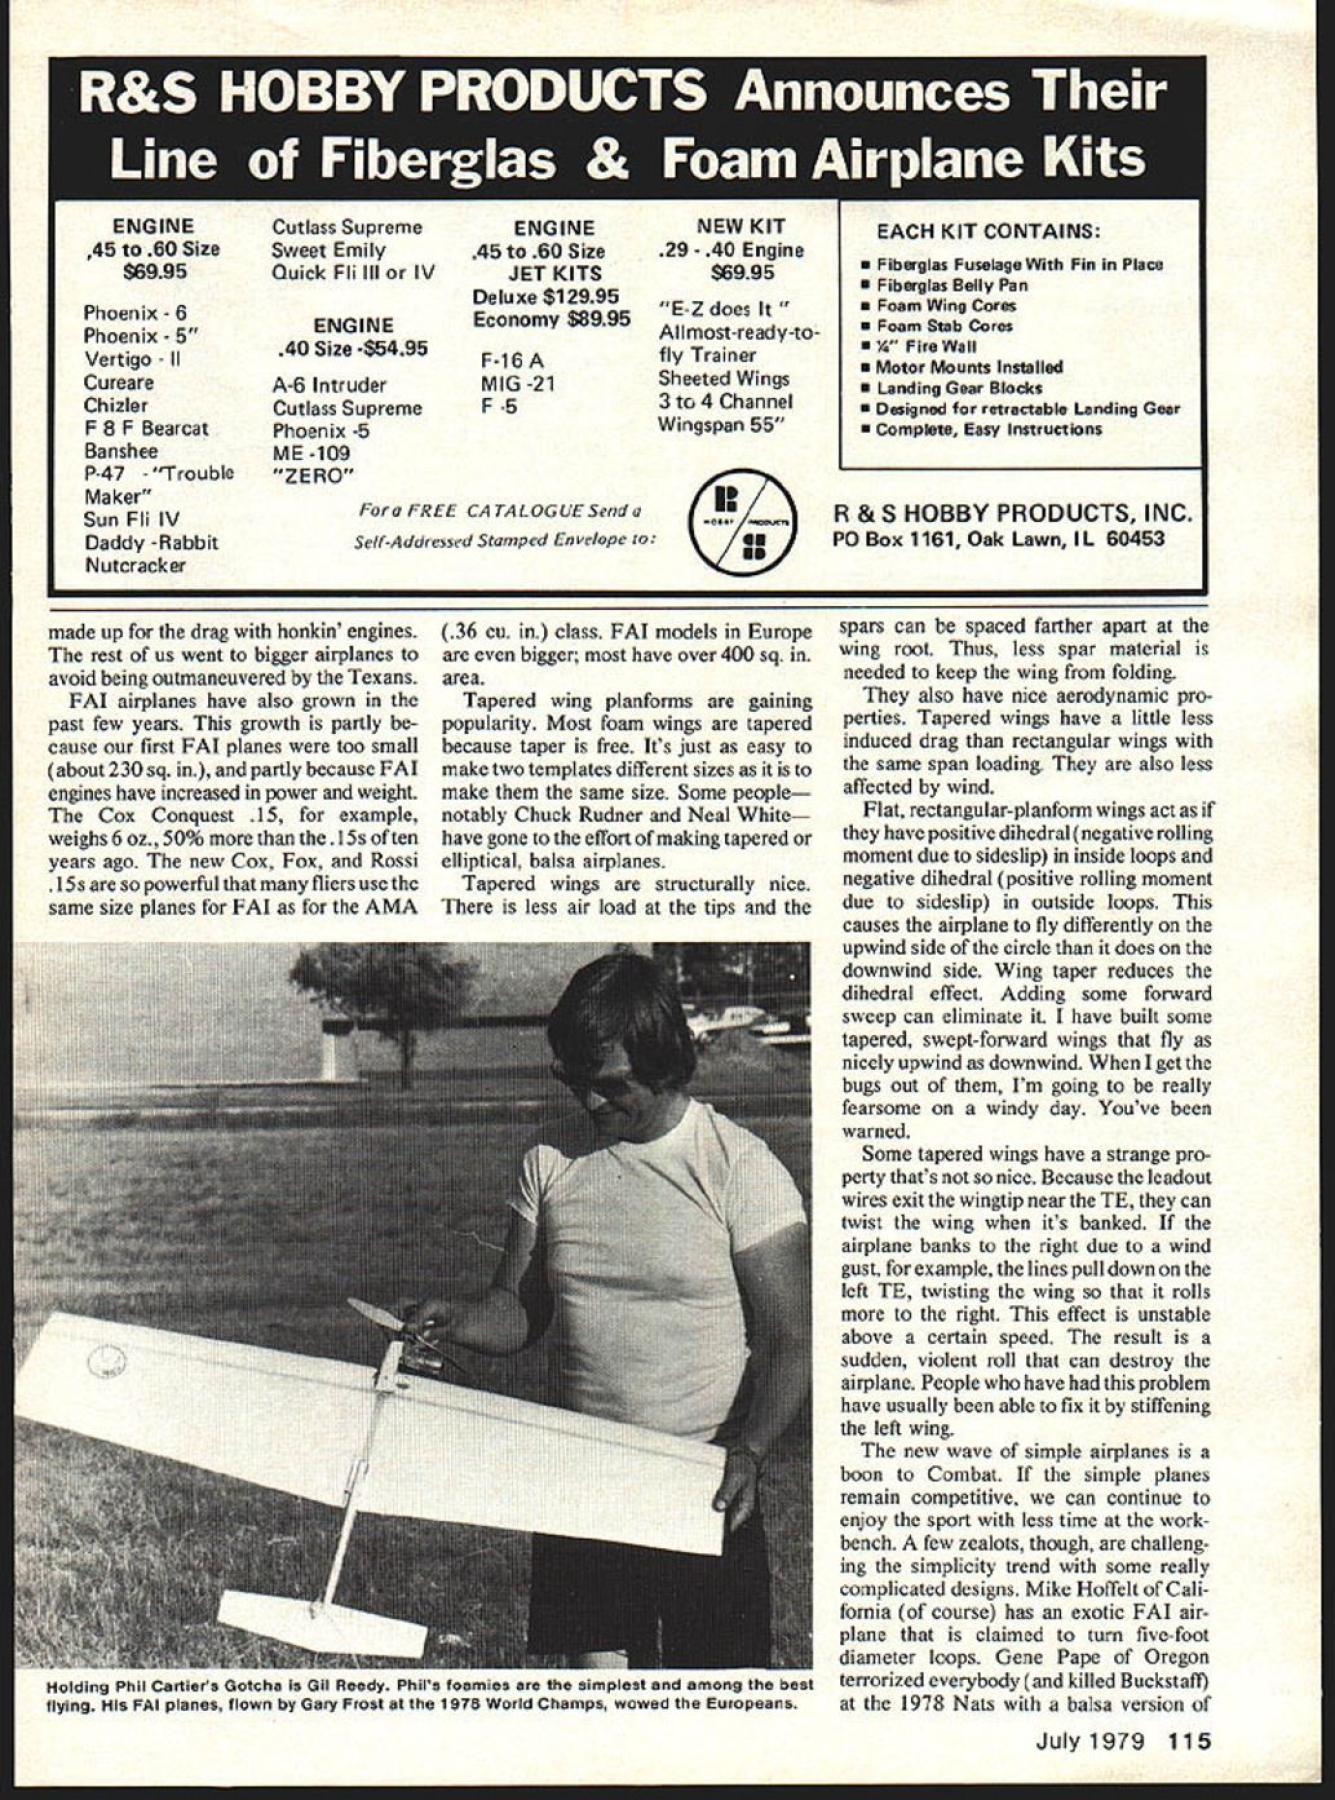 R&S HOBBY PRODUCTS Announces Their
Line of Fiberglas & Foam Airplane Kits
ENGINE
,45 to .60 Size
$69.95
Phoenix - 6
Phoenix - 5"
Vertigo - II
Cureare
Chizler
F 8 F Bearcat
Banshee
P-47 - "Trouble
Maker"
Sun Fli IV
Daddy -Rabbit
Nutcracker
Cutlass Supreme
Sweet Emily
Quick Fli III or IV
ENGINE
.40 Size -$54.95
A-6 Intruder
Cutlass Supreme
Phoenix -5
ME -109
"ZERO"
ENGINE
.45 to .60 Size
JET KITS
Deluxe $129.95
Economy $89.95
F-16 A
MIG -21
F -5
NEW KIT
.29 - .40 Engine
$69.95
"E-Z does It "
Allmost-ready-to-
fly Trainer
Sheeted Wings
3 to 4 Channel
Wingspan 55"
EACH KIT CONTAINS:
■ Fiberglas Fuselage With Fin in Place
■ Fiberglas Belly Pan
■ Foam Wing Cores
■ Foam Stab Cores
■ ¼" Fire Wall
■ Motor Mounts Installed
■ Landing Gear Blocks
■ Designed for retractable Landing Gear
■ Complete, Easy Instructions
For a FREE CATALOGUE Send a
Self-Addressed Stamped Envelope to:
R
HOBBY PRODUCTS
S
R & S HOBBY PRODUCTS, INC.
PO Box 1161, Oak Lawn, IL 60453
made up for the drag with honkin' engines.
The rest of us went to bigger airplanes to
avoid being outmaneuvered by the Texans.
FAI airplanes have also grown in the
past few years. This growth is partly be-
cause our first FAI planes were too small
(about 230 sq. in.), and partly because FAI
engines have increased in power and weight.
The Cox Conquest .15, for example,
weighs 6 oz., 50% more than the .15s of ten
years ago. The new Cox, Fox, and Rossi
.15s are so powerful that many fliers use the
same size planes for FAI as for the AMA
(.36 cu. in.) class. FAI models in Europe
are even bigger; most have over 400 sq. in.
area.
Tapered wing planforms are gaining
popularity. Most foam wings are tapered
because taper is free. It's just as easy to
make two templates different sizes as it is to
make them the same size. Some people—
notably Chuck Rudner and Neal White—
have gone to the effort of making tapered or
elliptical, balsa airplanes.
Tapered wings are structurally nice.
There is less air load at the tips and the
spars can be spaced farther apart at the
wing root. Thus, less spar material is
needed to keep the wing from folding.
They also have nice aerodynamic pro-
perties. Tapered wings have a little less
induced drag than rectangular wings with
the same span loading. They are also less
affected by wind.
Flat, rectangular-planform wings act as if
they have positive dihedral (negative rolling
moment due to sideslip) in inside loops and
negative dihedral (positive rolling moment
due to sideslip) in outside loops. This
causes the airplane to fly differently on the
upwind side of the circle than it does on the
downwind side. Wing taper reduces the
dihedral effect. Adding some forward
sweep can eliminate it. I have built some
tapered, swept-forward wings that fly as
nicely upwind as downwind. When I get the
bugs out of them, I'm going to be really
fearsome on a windy day. You've been
warned.
Some tapered wings have a strange pro-
perty that's not so nice. Because the leadout
wires exit the wingtip near the TE, they can
twist the wing when it's banked. If the
airplane banks to the right due to a wind
gust, for example, the lines pull down on the
left TE, twisting the wing so that it rolls
more to the right. This effect is unstable
above a certain speed. The result is a
sudden, violent roll that can destroy the
airplane. People who have had this problem
have usually been able to fix it by stiffening
the left wing.
The new wave of simple airplanes is a
boon to Combat. If the simple planes
remain competitive, we can continue to
enjoy the sport with less time at the work-
bench. A few zealots, though, are challeng-
ing the simplicity trend with some really
complicated designs. Mike Hoffelt of Cali-
fornia (of course) has an exotic FAI air-
plane that is claimed to turn five-foot
diameter loops. Gene Pape of Oregon
terrorized everybody (and killed Buckstaff)
at the 1978 Nats with a balsa version of
Holding Phil Cartier's Gotcha is Gil Reedy. Phil's foamies are the simplest and among the best
flying. His FAI planes, flown by Gary Frost at the 1978 World Champs, wowed the Europeans.
July 1979 115